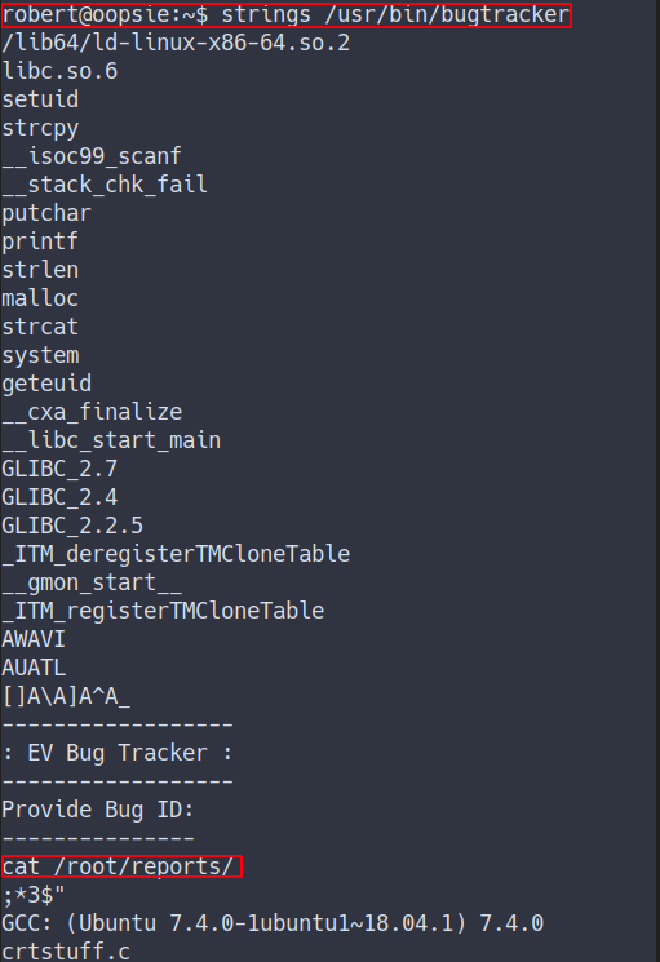 robert@oopsie:~$ strings /usr/bin/bugtracker
/lib64/ld-linux-x86-64.so.2
libc.so.6
setuid
strcpy
__isoc99_scanf
__stack_chk_fail
putchar
printf
strlen
malloc
strcat
system
geteuid
__cxa_finalize
__libc_start_main
GLIBC_2.7
GLIBC_2.4
GLIBC_2.2.5
_ITM_deregisterTMCloneTable
__gmon_start__
_ITM_registerTMCloneTable
AWAVI
AUATL
[]A\A]A^A_
------------------
: EV Bug Tracker :
------------------
Provide Bug ID:
---------------
cat /root/reports/
;*3$"
GCC: (Ubuntu 7.4.0-1ubuntu1~18.04.1) 7.4.0
crtstuff.c